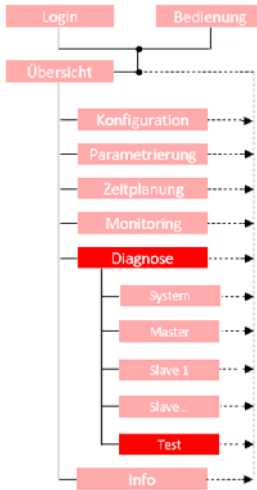 Login
Bedienung
Übersicht
Konfiguration
Parametrierung
Zeitplanung
Monitoring
Diagnose
System
Master
Slave 1
Slave...
Test
Info